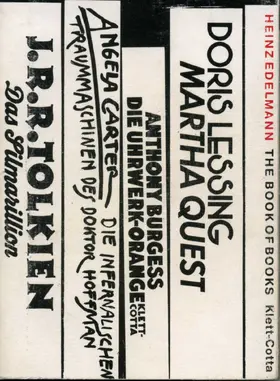 J.R.R. TOLKIEN
Das Silmarillion
ANGELA CARTER DIE INFERNALISCHEN
TRAUMMASCHINEN DES DOKTOR HOFFMAN
ANTHONY BURGESS
DIE UHRWERK-ORANGE
KLETT-
COTTA
DORIS LESSING
MARTHA QUEST
HEINZ EDELMANN THE BOOK OF BOOKS Klett-Cotta